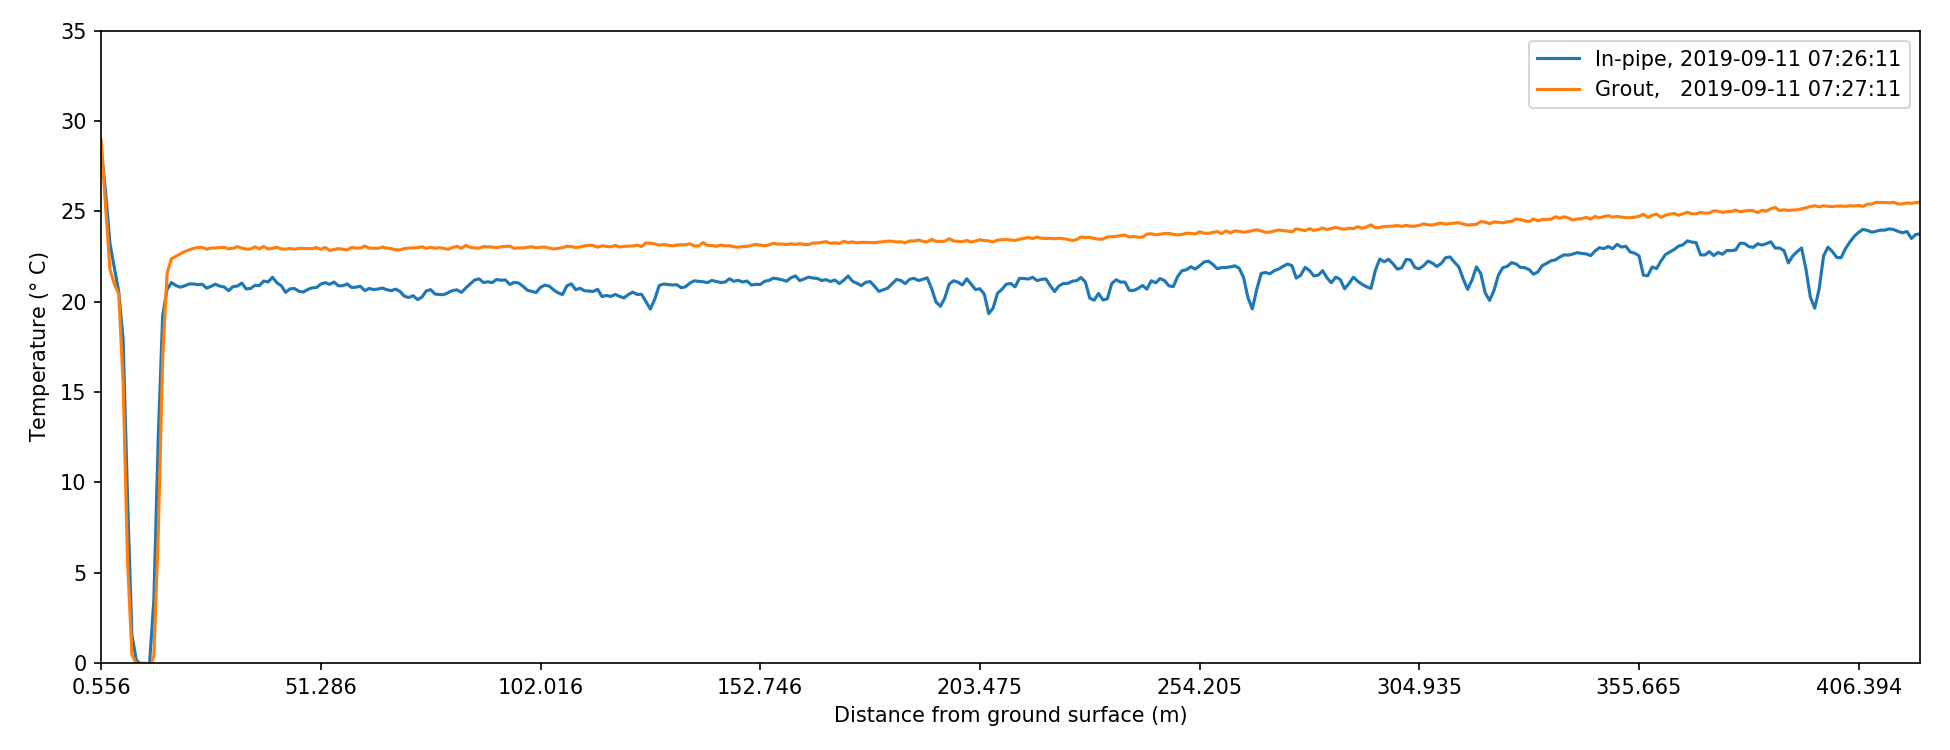 35
30
25
20
15
10
5
0
Temperature (° C)
In-pipe, 2019-09-11 07:26:11
Grout, 2019-09-11 07:27:11
0.556 51.286 102.016 152.746 203.475 254.205 304.935 355.665 406.394
Distance from ground surface (m)